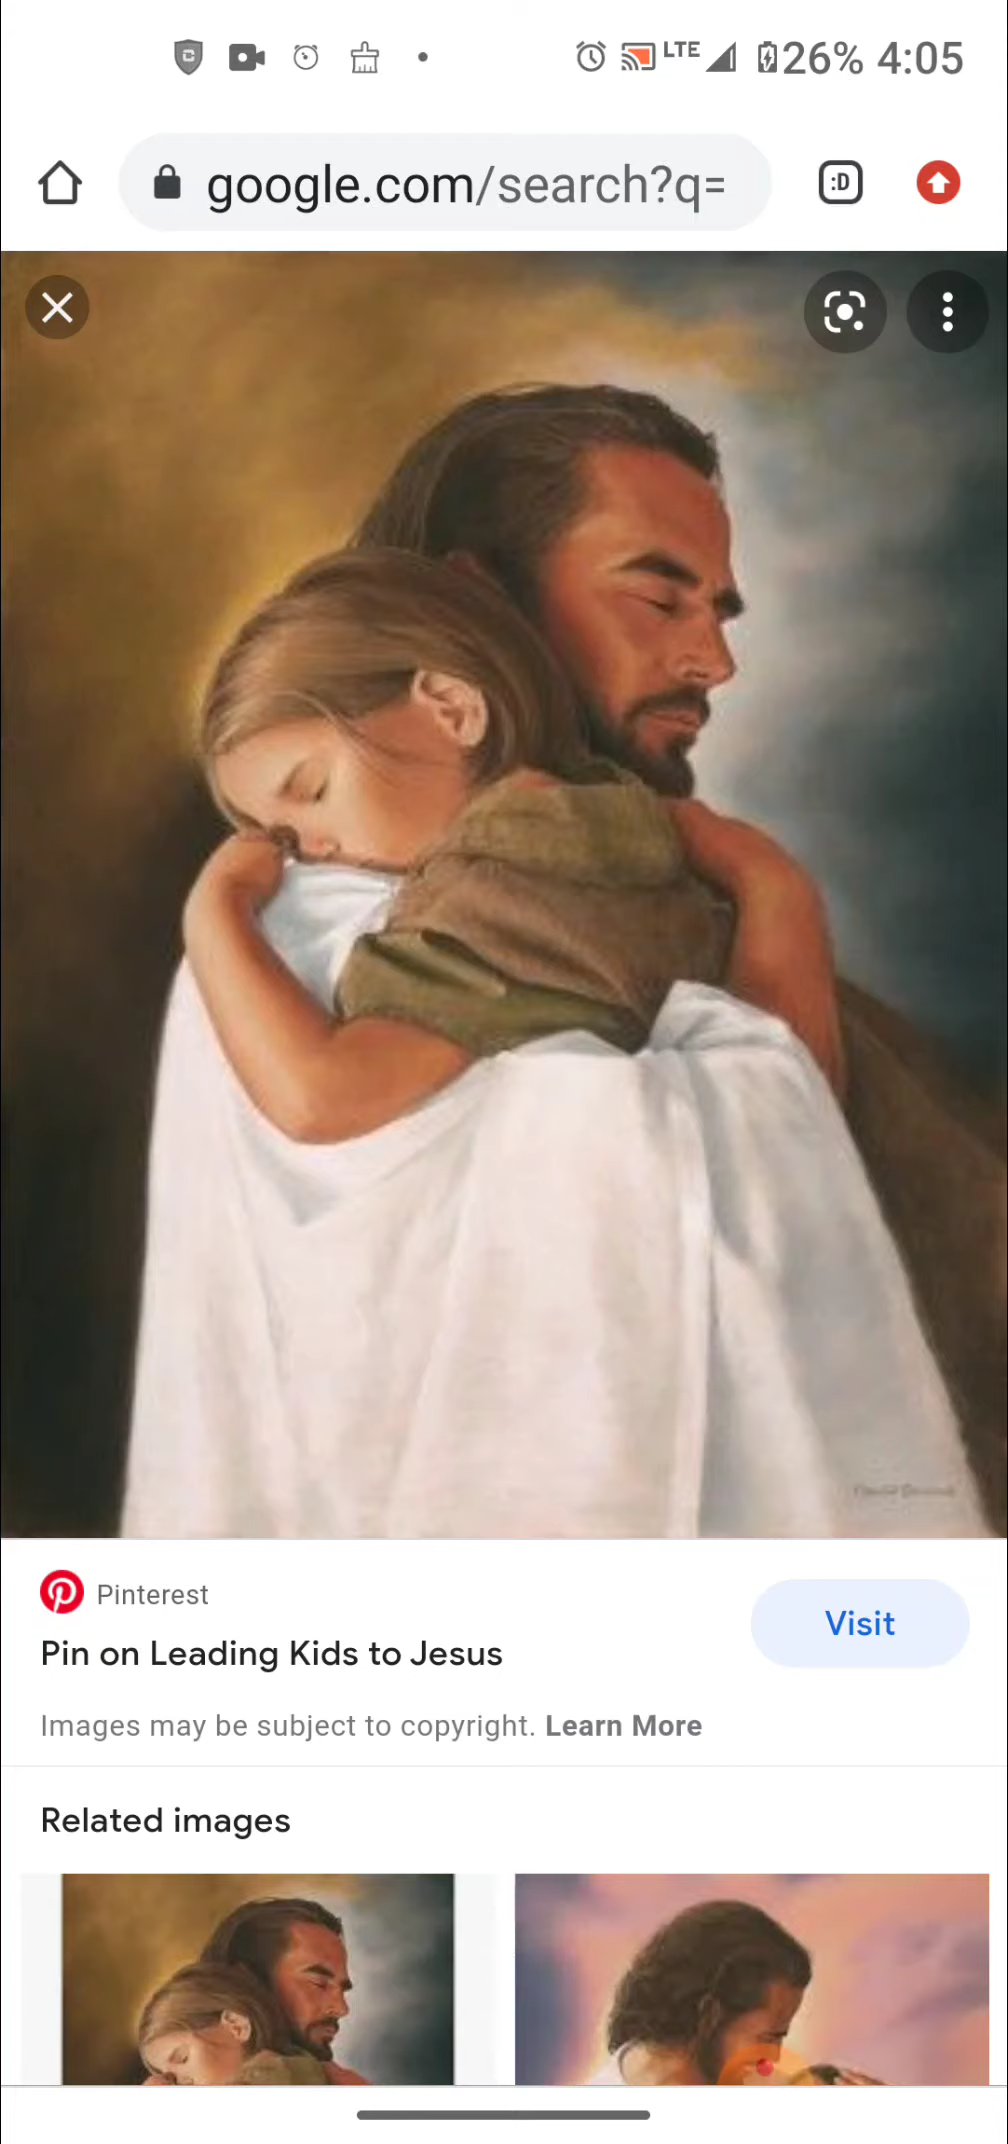 LTE 26% 4:05
google.com/search?q=
:D
Pinterest
Visit
Pin on Leading Kids to Jesus
Images may be subject to copyright. Learn More
Related images